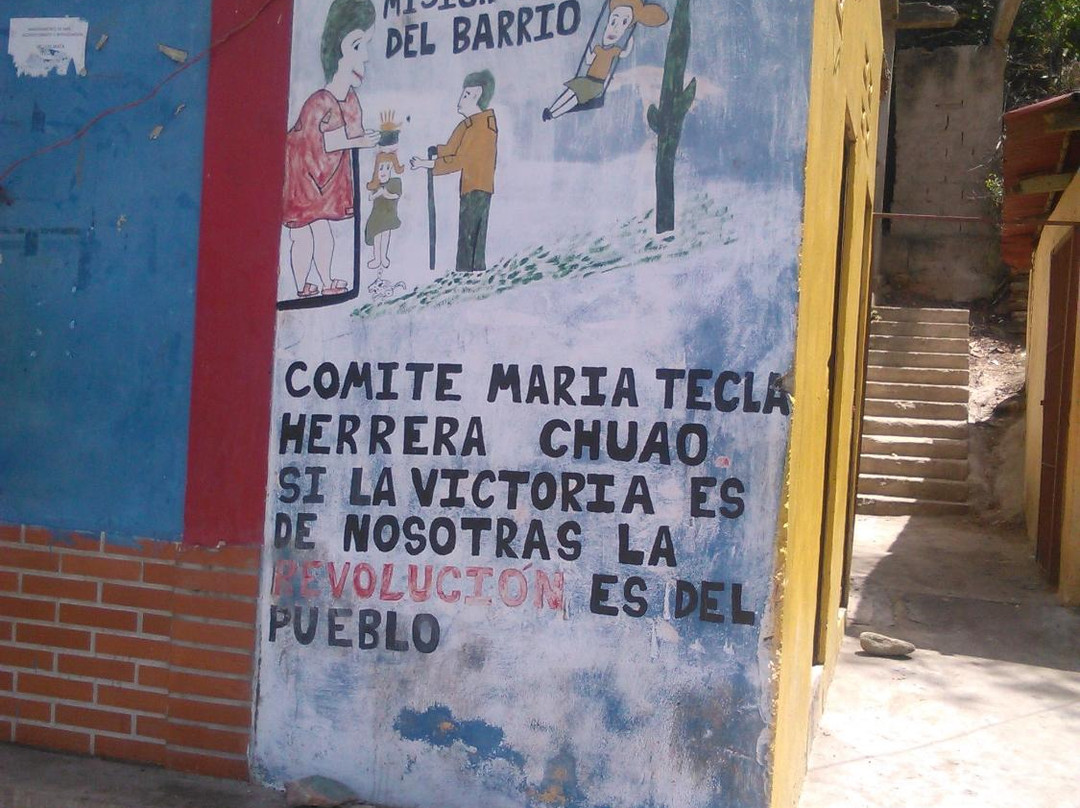 DEL BARRIO
COMITE MARIA TECLA
HERRERA CHUAO
SI LA VICTORIA ES
DE NOSOTRAS LA
REVOLUCIÓN ES DEL
PUEBLO